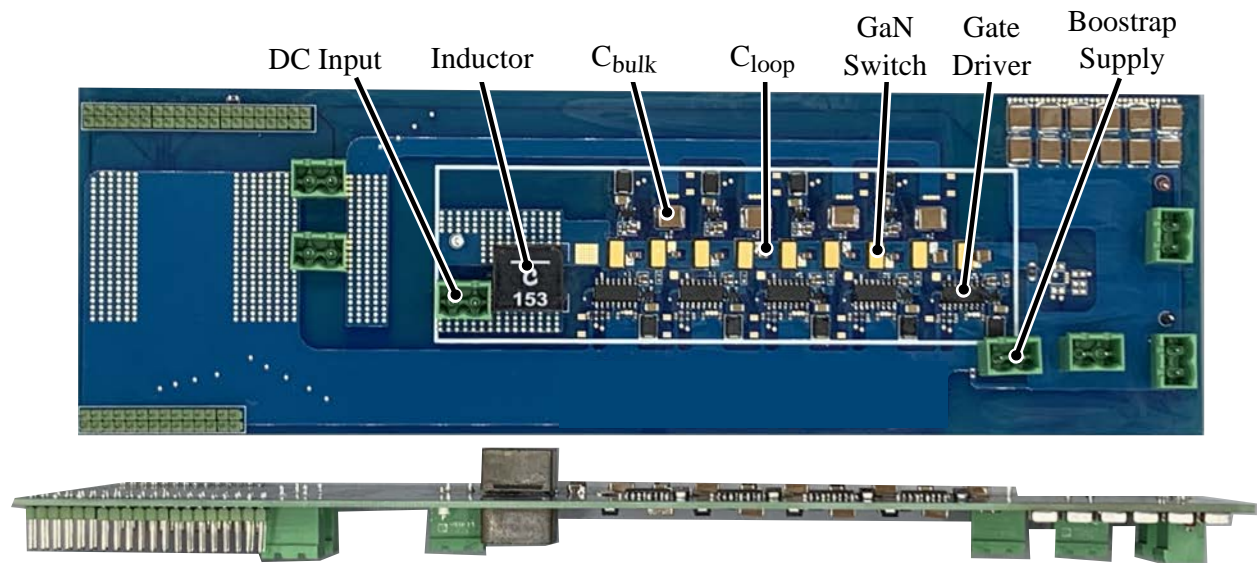 DC Input
Inductor
Cbulk
Cloop
GaN
Switch
Gate
Driver
Boostrap
Supply
C
153